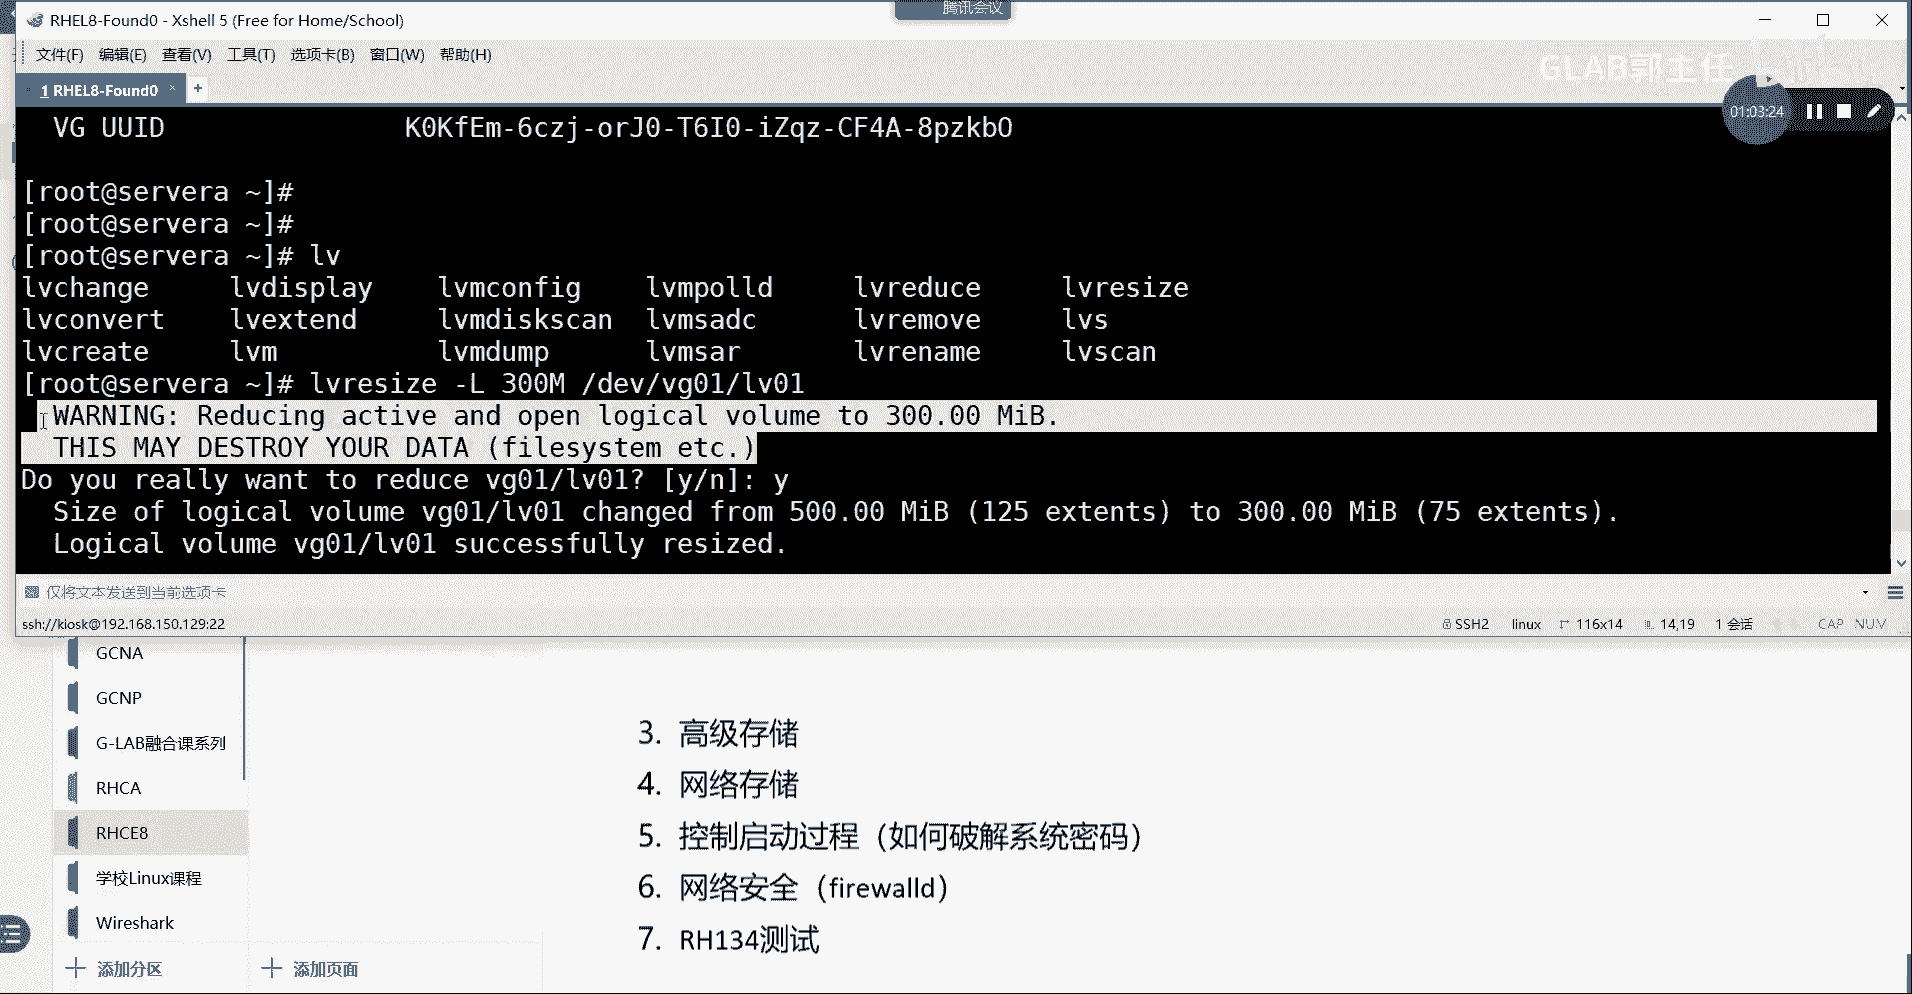 RHEL8-Found0 - Xshell 5 (Free for Home/School)
腾讯会议
文件(F) 编辑(E) 查看(V) 工具(T) 选项卡(B) 窗口(W) 帮助(H)
GLAB郭主任
1 RHEL8-Found0 × +
01:03:24
VG UUID K0KfEm-6czj-orJ0-T6I0-iZqz-CF4A-8pzkbO
[root@servera ~]#
[root@servera ~]#
[root@servera ~]# lv
lvchange lvdisplay lvmconfig lvmpolld lvreduce lvresize
lvconvert lvextend lvmdiskscan lvmsadc lvremove lvs
lvcreate lvm lvmdump lvmsar lvrename lvscan
[root@servera ~]# lvresize -L 300M /dev/vg01/lv01
WARNING: Reducing active and open logical volume to 300.00 MiB.
THIS MAY DESTROY YOUR DATA (filesystem etc.)
Do you really want to reduce vg01/lv01? [y/n]: y
Size of logical volume vg01/lv01 changed from 500.00 MiB (125 extents) to 300.00 MiB (75 extents).
Logical volume vg01/lv01 successfully resized.
仅将文本发送到当前选项卡
ssh://kiosk@192.168.150.129:22 SSH2 linux 116x14 14,19 1 会话 CAP NUM
GCNA
GCNP
G-LAB融合课系列
RHCA
RHCE8
学校Linux课程
Wireshark
+ 添加分区 + 添加页面
3. 高级存储
4. 网络存储
5. 控制启动过程（如何破解系统密码）
6. 网络安全（firewalld）
7. RH134测试